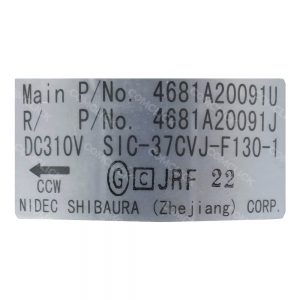 Main P/No. 4681A20091U
R/ P/No. 4681A20091J
DC310V SIC-37CVJ-F130-1
CCW
G C JRF 22
NIDEC SHIBAURA (Zhejiang) CORP.